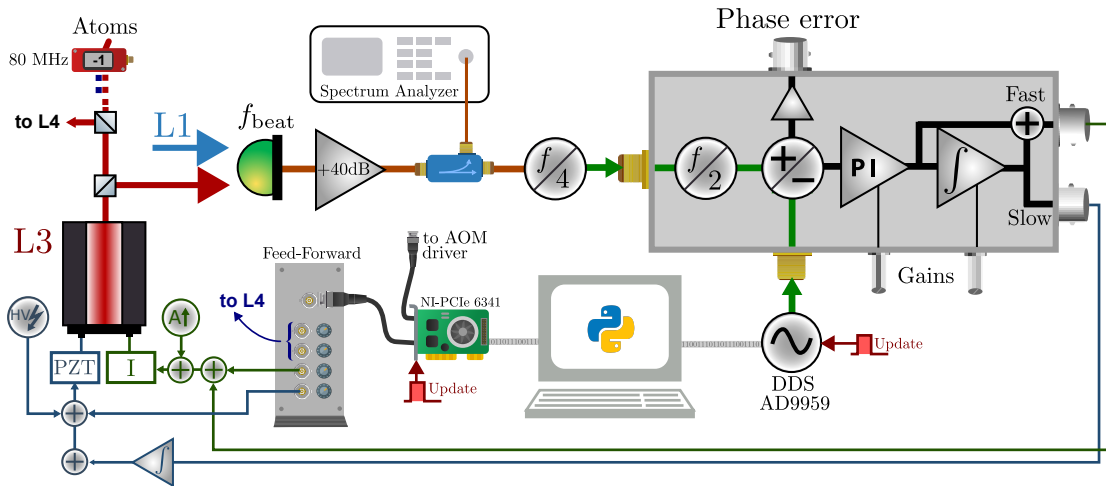 Phase error
Atoms
80 MHz
-1
Spectrum Analyzer
to L4
L1
f_beat
+40dB
f
4
f
2
+
−
PI
∫
Fast
+
Slow
L3
Feed-Forward
to AOM
driver
Gains
to L4
NI-PCIe 6341
HV
A
PZT
I
+
+
Update
Update
DDS
AD9959
+
+
∫